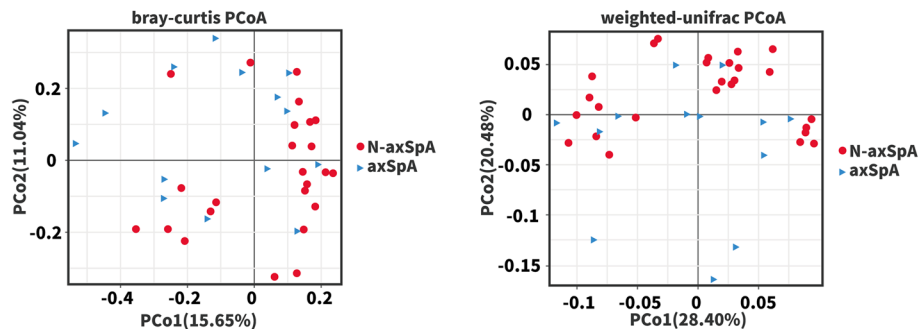 bray-curtis PCoA
PCo2(11.04%)
0.2
0
-0.2
-0.4
-0.2
0
0.2
PCo1(15.65%)
N-axSpA
axSpA
weighted-unifrac PCoA
PCo2(20.48%)
0.05
0
-0.05
-0.1
-0.15
-0.1
-0.05
0
0.05
PCo1(28.40%)
N-axSpA
axSpA